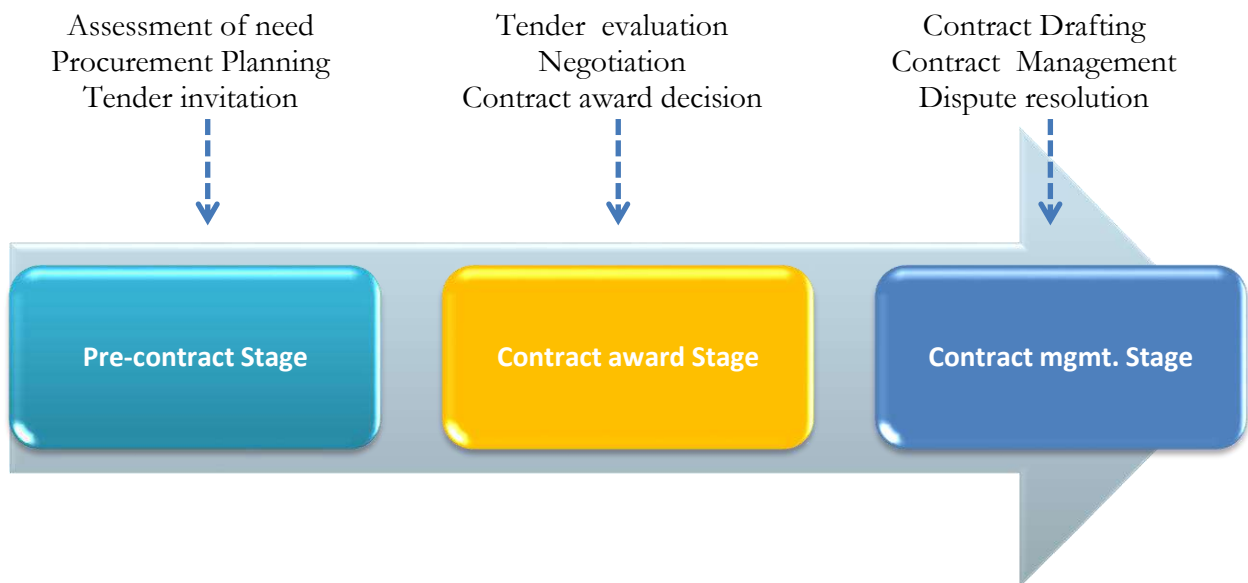 Assessment of need
Procurement Planning
Tender invitation
Tender evaluation
Negotiation
Contract award decision
Contract Drafting
Contract Management
Dispute resolution
Pre-contract Stage
Contract award Stage
Contract mgmt. Stage